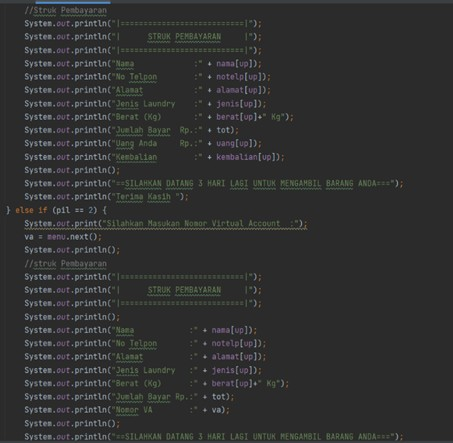 //Struk Pembayaran
System.out.println("|===========================|");
System.out.println("|      STRUK PEMBAYARAN     |");
System.out.println("|===========================|");
System.out.println("Nama             :" + nama[up]);
System.out.println("No Telpon        :" + notelp[up]);
System.out.println("Alamat           :" + alamat[up]);
System.out.println("Jenis Laundry    :" + jenis[up]);
System.out.println("Berat (Kg)       :" + berat[up]+" Kg");
System.out.println("Jumlah Bayar  Rp.:" + tot);
System.out.println("Uang Anda     Rp.:" + uang[up]);
System.out.println("Kembalian        :" + kembalian[up]);
System.out.println();
System.out.println("==SILAHKAN DATANG 3 HARI LAGI UNTUK MENGAMBIL BARANG ANDA===");
System.out.println("Terima Kasih ");
} else if (pil == 2) {
System.out.print("Silahkan Masukan Nomor Virtual Account  :");
va = menu.next();
System.out.println();
//struk Pembayaran
System.out.println("|===========================|");
System.out.println("|      STRUK PEMBAYARAN     |");
System.out.println("|===========================|");
System.out.println();
System.out.println("Nama            :" + nama[up]);
System.out.println("No Telpon       :" + notelp[up]);
System.out.println("Alamat          :" + alamat[up]);
System.out.println("Jenis Laundry   :" + jenis[up]);
System.out.println("Berat (Kg)      :" + berat[up]+" Kg");
System.out.println("Jumlah Bayar Rp.:" + tot);
System.out.println("Nomor VA        :" + va);
System.out.println();
System.out.println("==SILAHKAN DATANG 3 HARI LAGI UNTUK MENGAMBIL BARANG ANDA===");